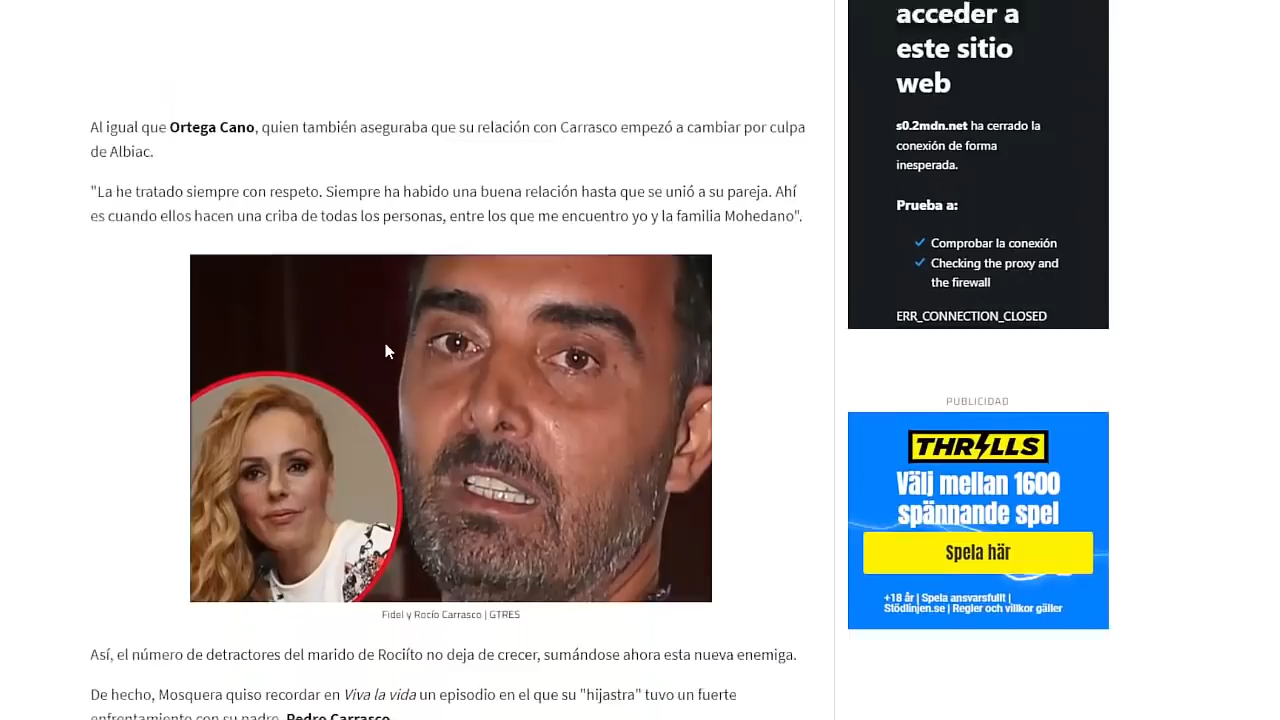 Al igual que Ortega Cano, quien también aseguraba que su relación con Carrasco empezó a cambiar por culpa
de Albiac.
"La he tratado siempre con respeto. Siempre ha habido una buena relación hasta que se unió a su pareja. Ahí
es cuando ellos hacen una criba de todas los personas, entre los que me encuentro yo y la familia Mohedano".
Fidel y Rocío Carrasco | GTRES
Así, el número de detractores del marido de Rociíto no deja de crecer, sumándose ahora esta nueva enemiga.
De hecho, Mosquera quiso recordar en Viva la vida un episodio en el que su "hijastra" tuvo un fuerte
enfrentamiento con su padre, Pedro Carrasco.
acceder a
este sitio
web
s0.2mdn.net ha cerrado la
conexión de forma
inesperada.
Prueba a:
Comprobar la conexión
Checking the proxy and
the firewall
ERR_CONNECTION_CLOSED
PUBLICIDAD
THRILLS
Välj mellan 1600
spännande spel
Spela här
+18 år | Spela ansvarsfullt |
Stödlinjen.se | Regler och villkor gäller